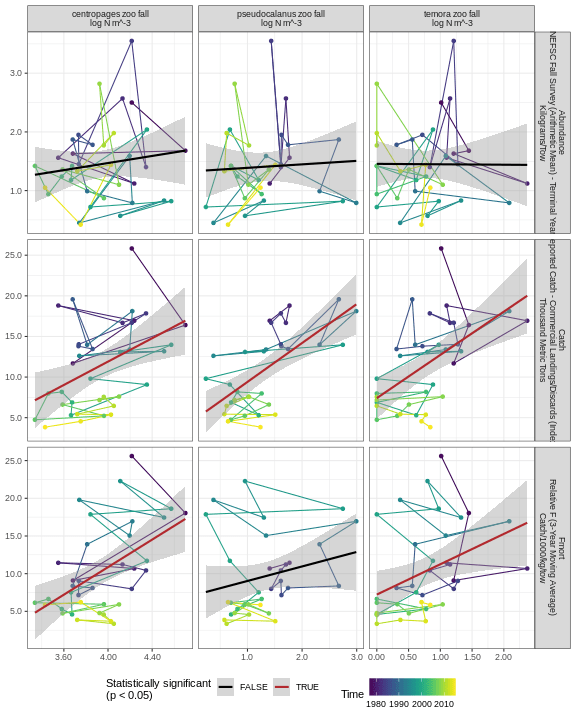 centropages zoo fall
log N m^-3
pseudocalanus zoo fall
log N m^-3
temora zoo fall
log N m^-3
3.0
2.0
1.0
Abundance
NEFSC Fall Survey (Arithmetic Mean) - Terminal Year
Kilograms/tow
25.0
20.0
15.0
10.0
5.0
Catch
eported Catch - Commercial Landings/Discards (Inde
Thousand Metric Tons
25.0
20.0
15.0
10.0
5.0
Fmort
Relative F (3-Year Moving Average)
Catch/1000/kg/tow
3.60 4.00 4.40
1.0 2.0 3.0
0.00 0.50 1.00 1.50 2.00
Statistically significant
(p < 0.05)
FALSE
TRUE
Time
1980 1990 2000 2010